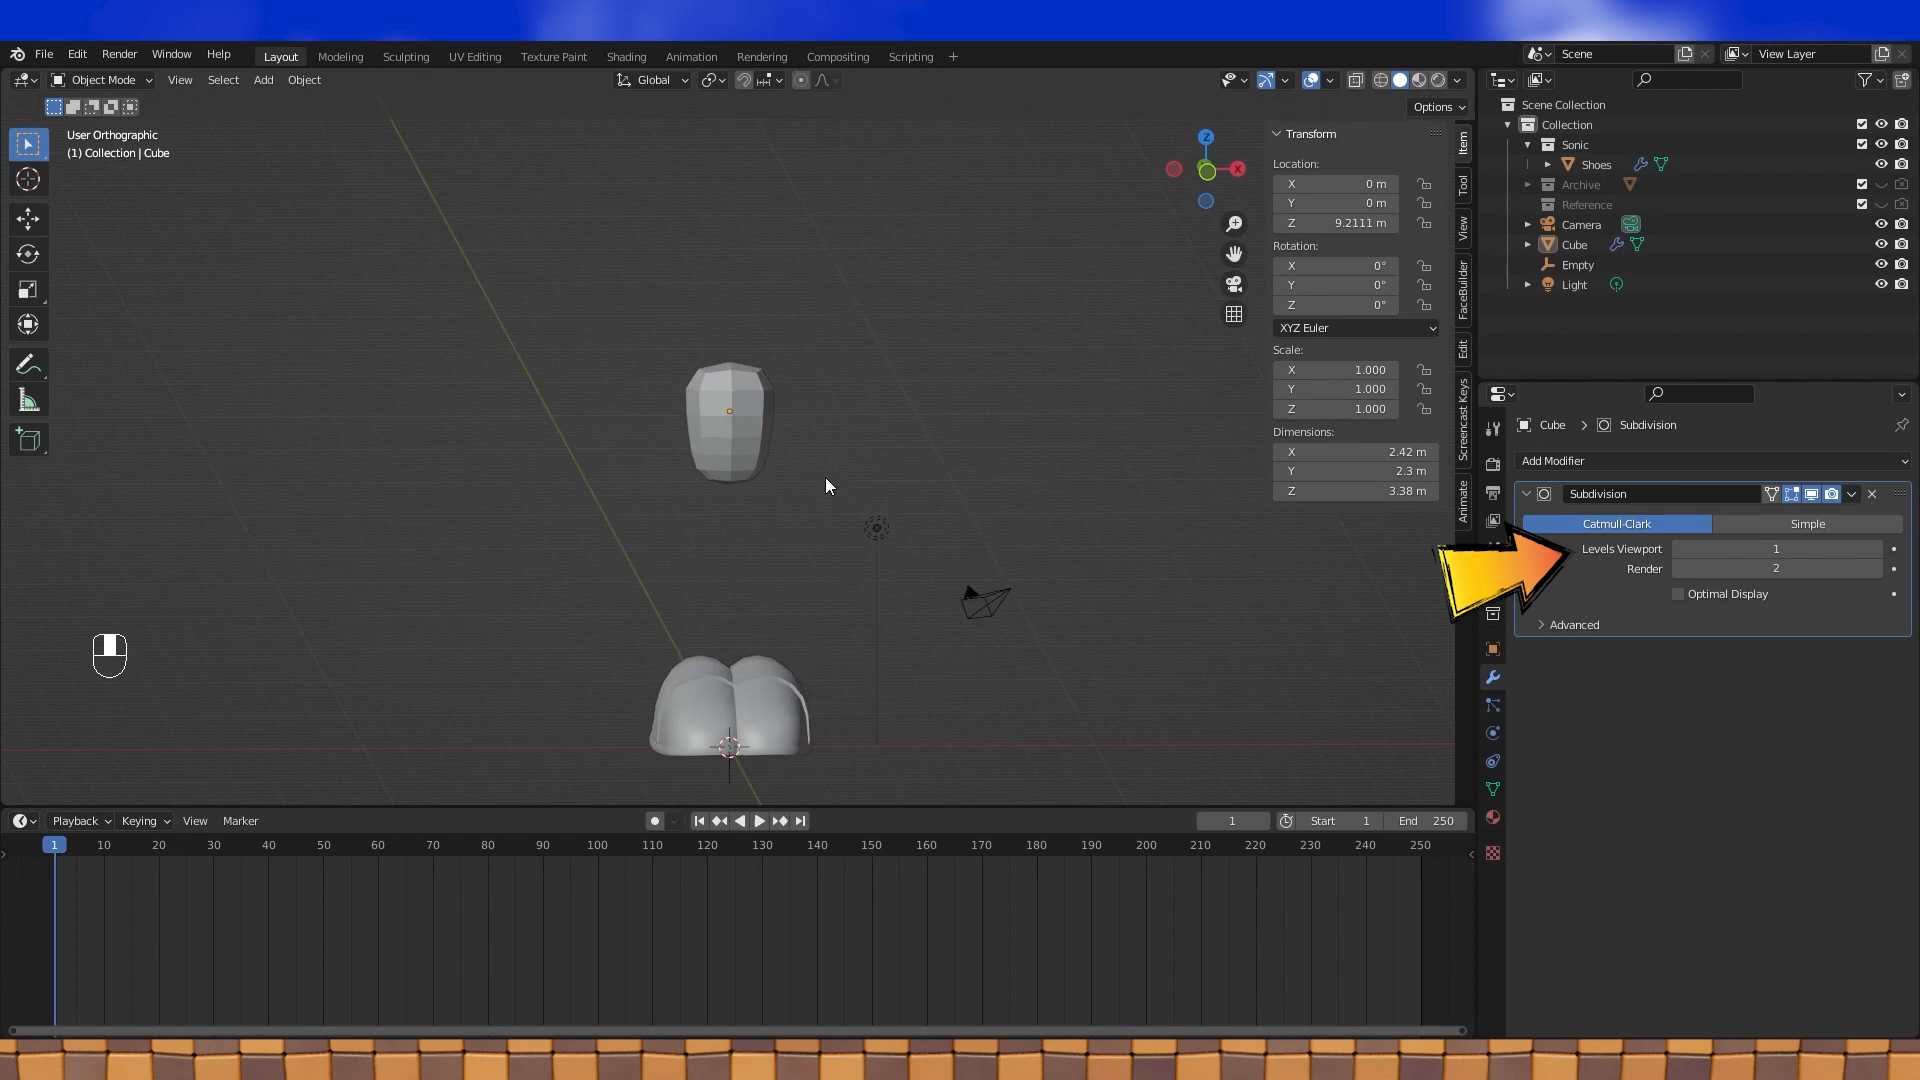 File Edit Render Window Help Layout Modeling Sculpting UV Editing Texture Paint Shading Animation Rendering Compositing Scripting + Scene View Layer
Object Mode View Select Add Object Global
Options
User Orthographic
(1) Collection | Cube
Z
X
Transform
Location:
X 0 m
Y 0 m
Z 9.2111 m
Rotation:
X 0°
Y 0°
Z 0°
XYZ Euler
Scale:
X 1.000
Y 1.000
Z 1.000
Dimensions:
X 2.42 m
Y 2.3 m
Z 3.38 m
Item
Tool
View
FaceBuilder
Edit
Screencast Keys
Animate
Scene Collection
Collection
Sonic
Shoes
Archive
Reference
Camera
Cube
Empty
Light
Cube > Subdivision
Add Modifier
Subdivision
Catmull-Clark Simple
Levels Viewport 1
Render 2
Optimal Display
Advanced
Playback Keying View Marker 1 Start 1 End 250
1 10 20 30 40 50 60 70 80 90 100 110 120 130 140 150 160 170 180 190 200 210 220 230 240 250